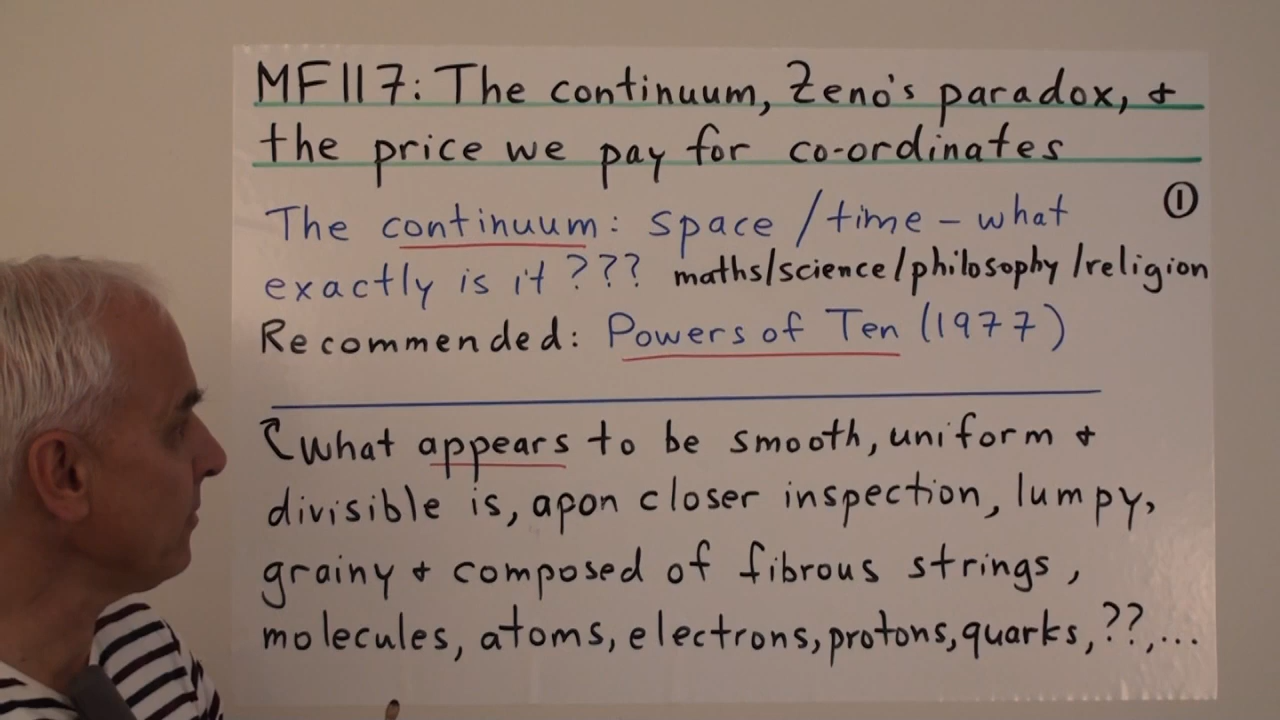 MF117: The continuum, Zeno's paradox, &
the price we pay for co-ordinates
①
The continuum: space / time - what
exactly is it ??? maths/science/philosophy/religion
Recommended: Powers of Ten (1977)
What appears to be smooth, uniform &
divisible is, apon closer inspection, lumpy,
grainy & composed of fibrous strings,
molecules, atoms, electrons, protons, quarks, ??, ...